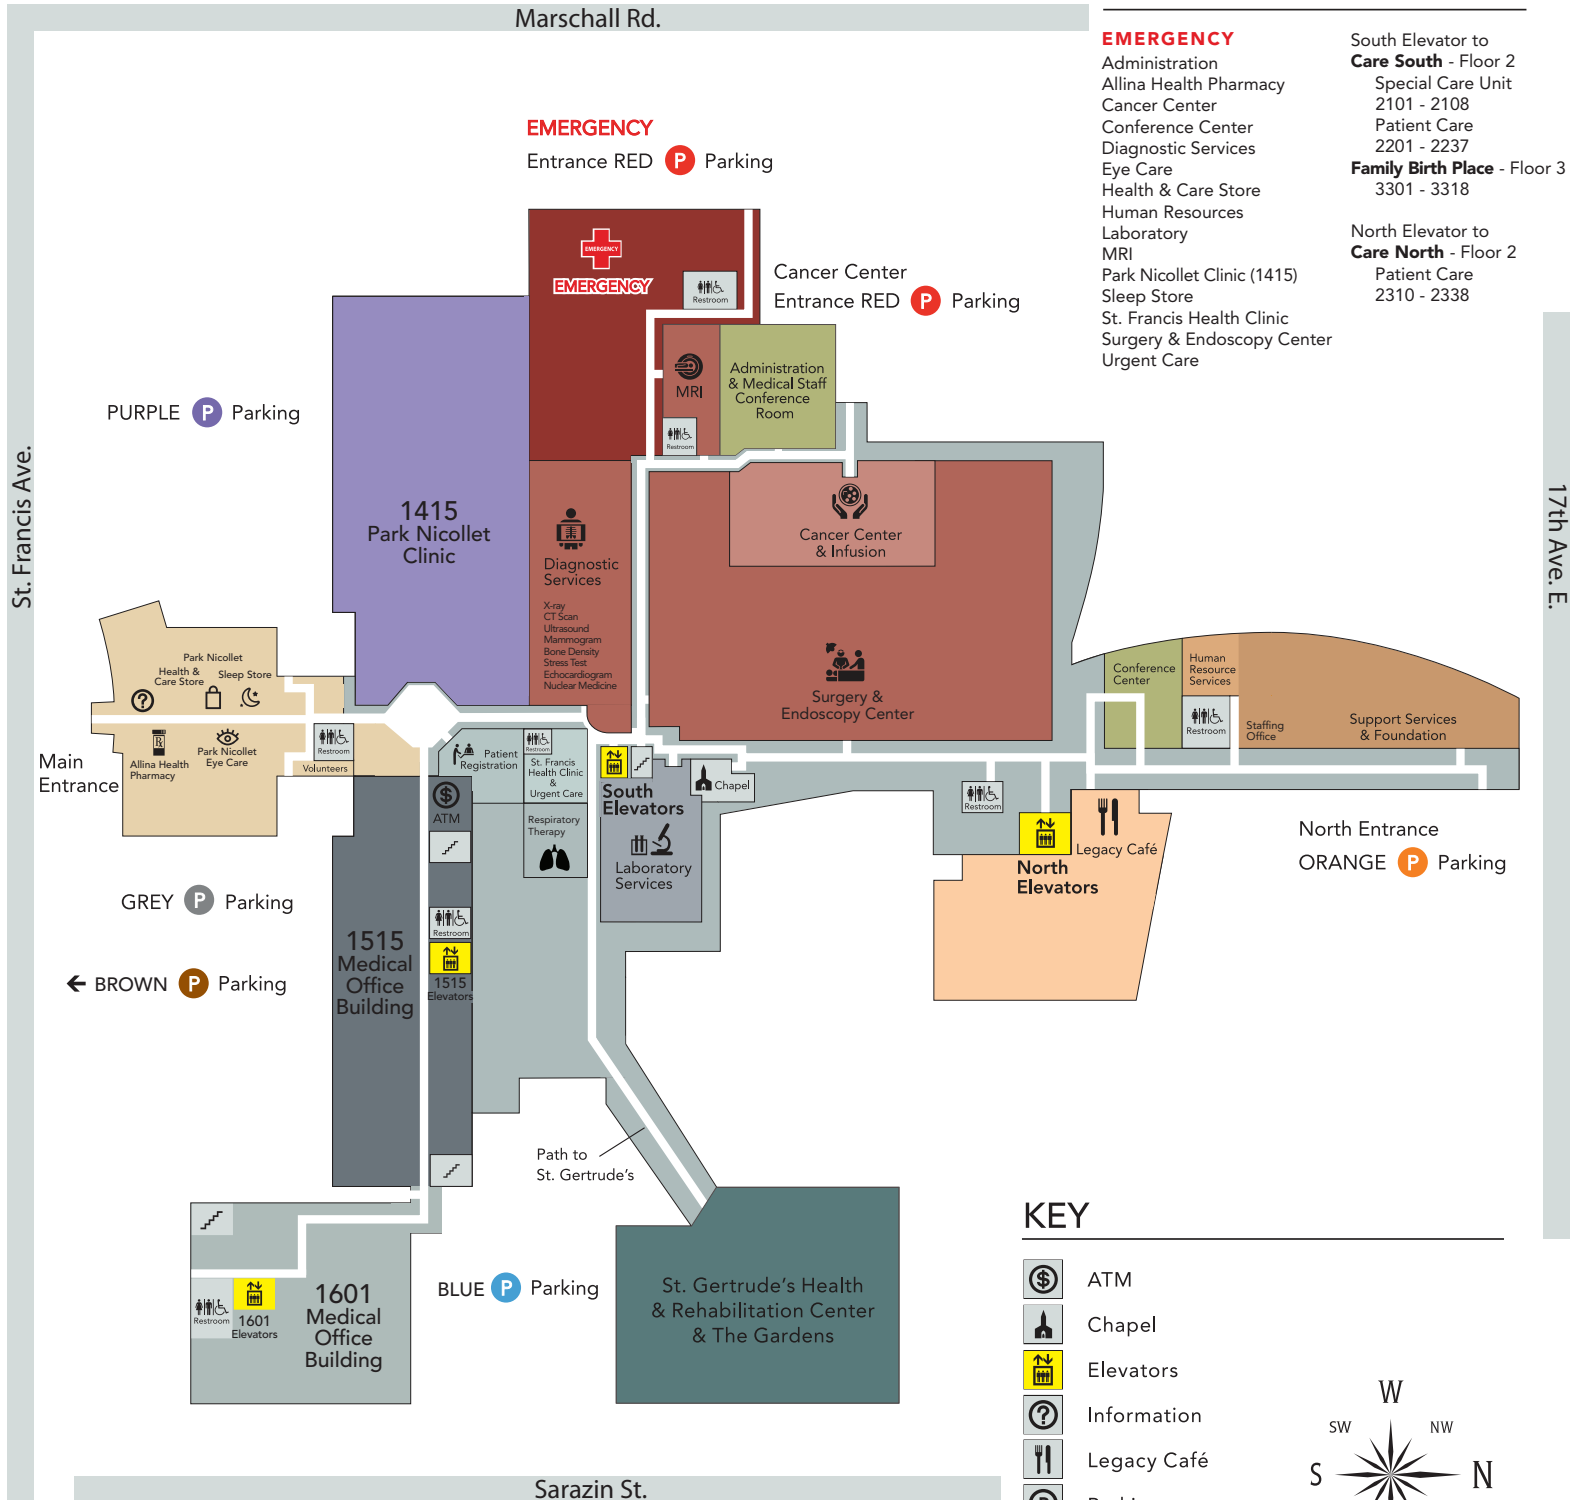 Marschall Rd.
EMERGENCY
Administration
Allina Health Pharmacy
Cancer Center
Conference Center
Diagnostic Services
Eye Care
Health & Care Store
Human Resources
Laboratory
MRI
Park Nicollet Clinic (1415)
Sleep Store
St. Francis Health Clinic
Surgery & Endoscopy Center
Urgent Care
South Elevator to
Care South - Floor 2
Special Care Unit
2101 - 2108
Patient Care
2201 - 2237
Family Birth Place - Floor 3
3301 - 3318
North Elevator to
Care North - Floor 2
Patient Care
2310 - 2338
EMERGENCY
Entrance RED P Parking
EMERGENCY
EMERGENCY
Restroom
Cancer Center
Entrance RED P Parking
MRI
Restroom
Administration
& Medical Staff
Conference
Room
PURPLE P Parking
St. Francis Ave.
17th Ave. E.
1415
Park Nicollet
Clinic
Diagnostic
Services
X-ray
CT Scan
Ultrasound
Mammogram
Bone Density
Stress Test
Echocardiogram
Nuclear Medicine
Cancer Center
& Infusion
Surgery &
Endoscopy Center
Conference
Center
Human
Resource
Services
Restroom
Staffing
Office
Support Services
& Foundation
Park Nicollet
Health &
Care Store
Sleep Store
?
Rx
Allina Health
Pharmacy
Park Nicollet
Eye Care
Restroom
Volunteers
Main
Entrance
Patient
Registration
Restroom
St. Francis
Health Clinic
&
Urgent Care
Respiratory
Therapy
$
ATM
South
Elevators
Chapel
Laboratory
Services
Restroom
North
Elevators
Legacy Café
North Entrance
ORANGE P Parking
GREY P Parking
BROWN P Parking
1515
Medical
Office
Building
Restroom
1515
Elevators
Path to
St. Gertrude's
BLUE P Parking
Restroom
1601
Elevators
1601
Medical
Office
Building
St. Gertrude's Health
& Rehabilitation Center
& The Gardens
KEY
$ ATM
Chapel
Elevators
? Information
Legacy Café
W
SW
NW
S
N
Sarazin St.